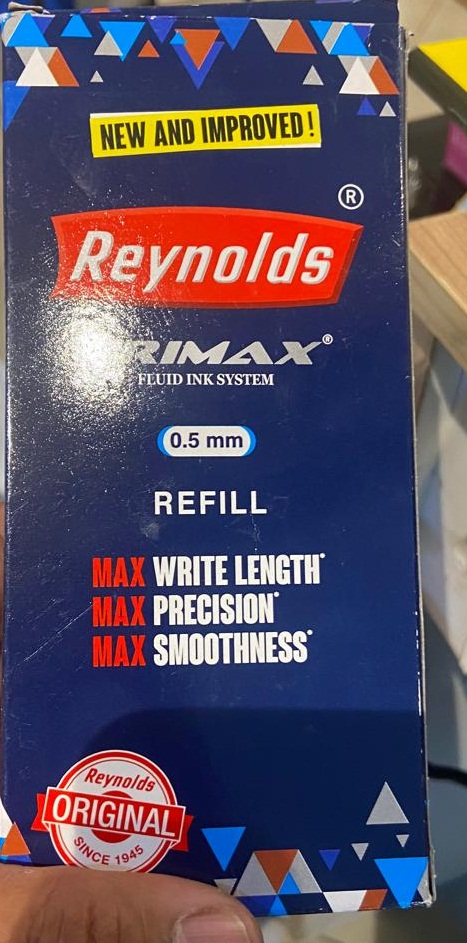 NEW AND IMPROVED!
®
Reynolds
RIMAX®
FLUID INK SYSTEM
0.5 mm
REFILL
MAX WRITE LENGTH*
MAX PRECISION*
MAX SMOOTHNESS*
Reynolds
ORIGINAL
SINCE 1945